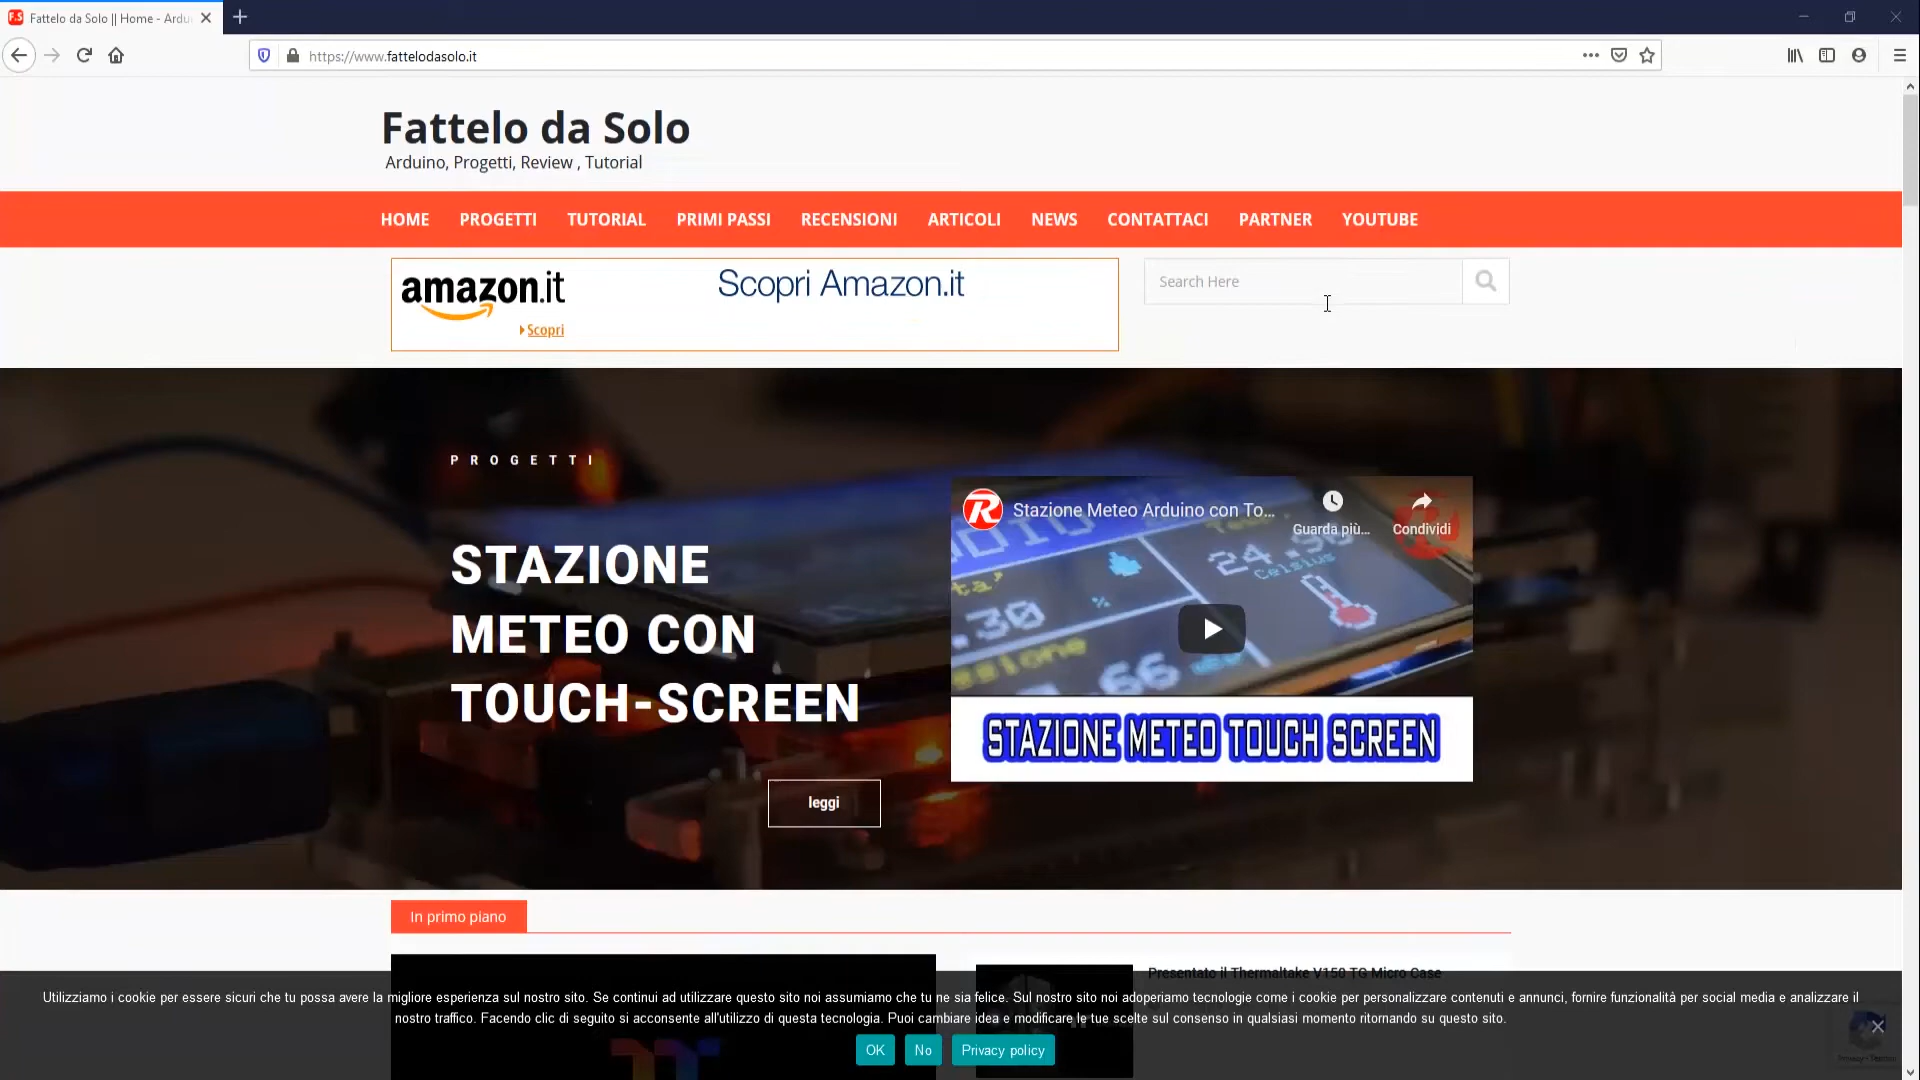 Fattelo da Solo || Home - Ardu
https://www.fattelodasolo.it
Fattelo da Solo
Arduino, Progetti, Review , Tutorial
HOME PROGETTI TUTORIAL PRIMI PASSI RECENSIONI ARTICOLI NEWS CONTATTACI PARTNER YOUTUBE
amazon.it
Scopri Amazon.it
Scopri
Search Here
PROGETTI
STAZIONE
METEO CON
TOUCH-SCREEN
leggi
Stazione Meteo Arduino con To...
Guarda più...
Condividi
24.
Celsius
.30
%
.66
STAZIONE METEO TOUCH SCREEN
In primo piano
Presentato il Thermaltake V150 TG Micro Case
Utilizziamo i cookie per essere sicuri che tu possa avere la migliore esperienza sul nostro sito. Se continui ad utilizzare questo sito noi assumiamo che tu ne sia felice. Sul nostro sito noi adoperiamo tecnologie come i cookie per personalizzare contenuti e annunci, fornire funzionalità per social media e analizzare il
nostro traffico. Facendo clic di seguito si acconsente all'utilizzo di questa tecnologia. Puoi cambiare idea e modificare le tue scelte sul consenso in qualsiasi momento ritornando su questo sito.
OK
No
Privacy policy